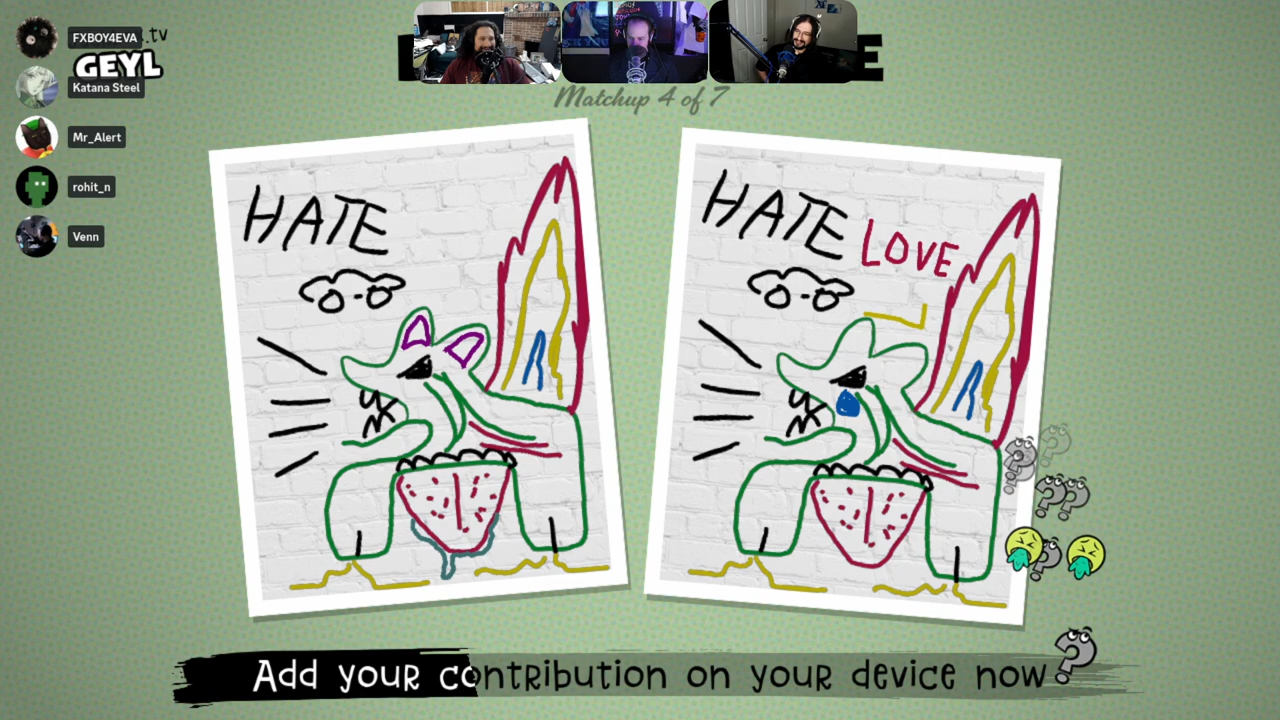 FXBOY4EVA
.tv
GEYL
Katana Steel
Mr_Alert
rohit_n
Venn
E
Matchup 4 of 7
HATE
HATE LOVE
Add your contribution on your device now